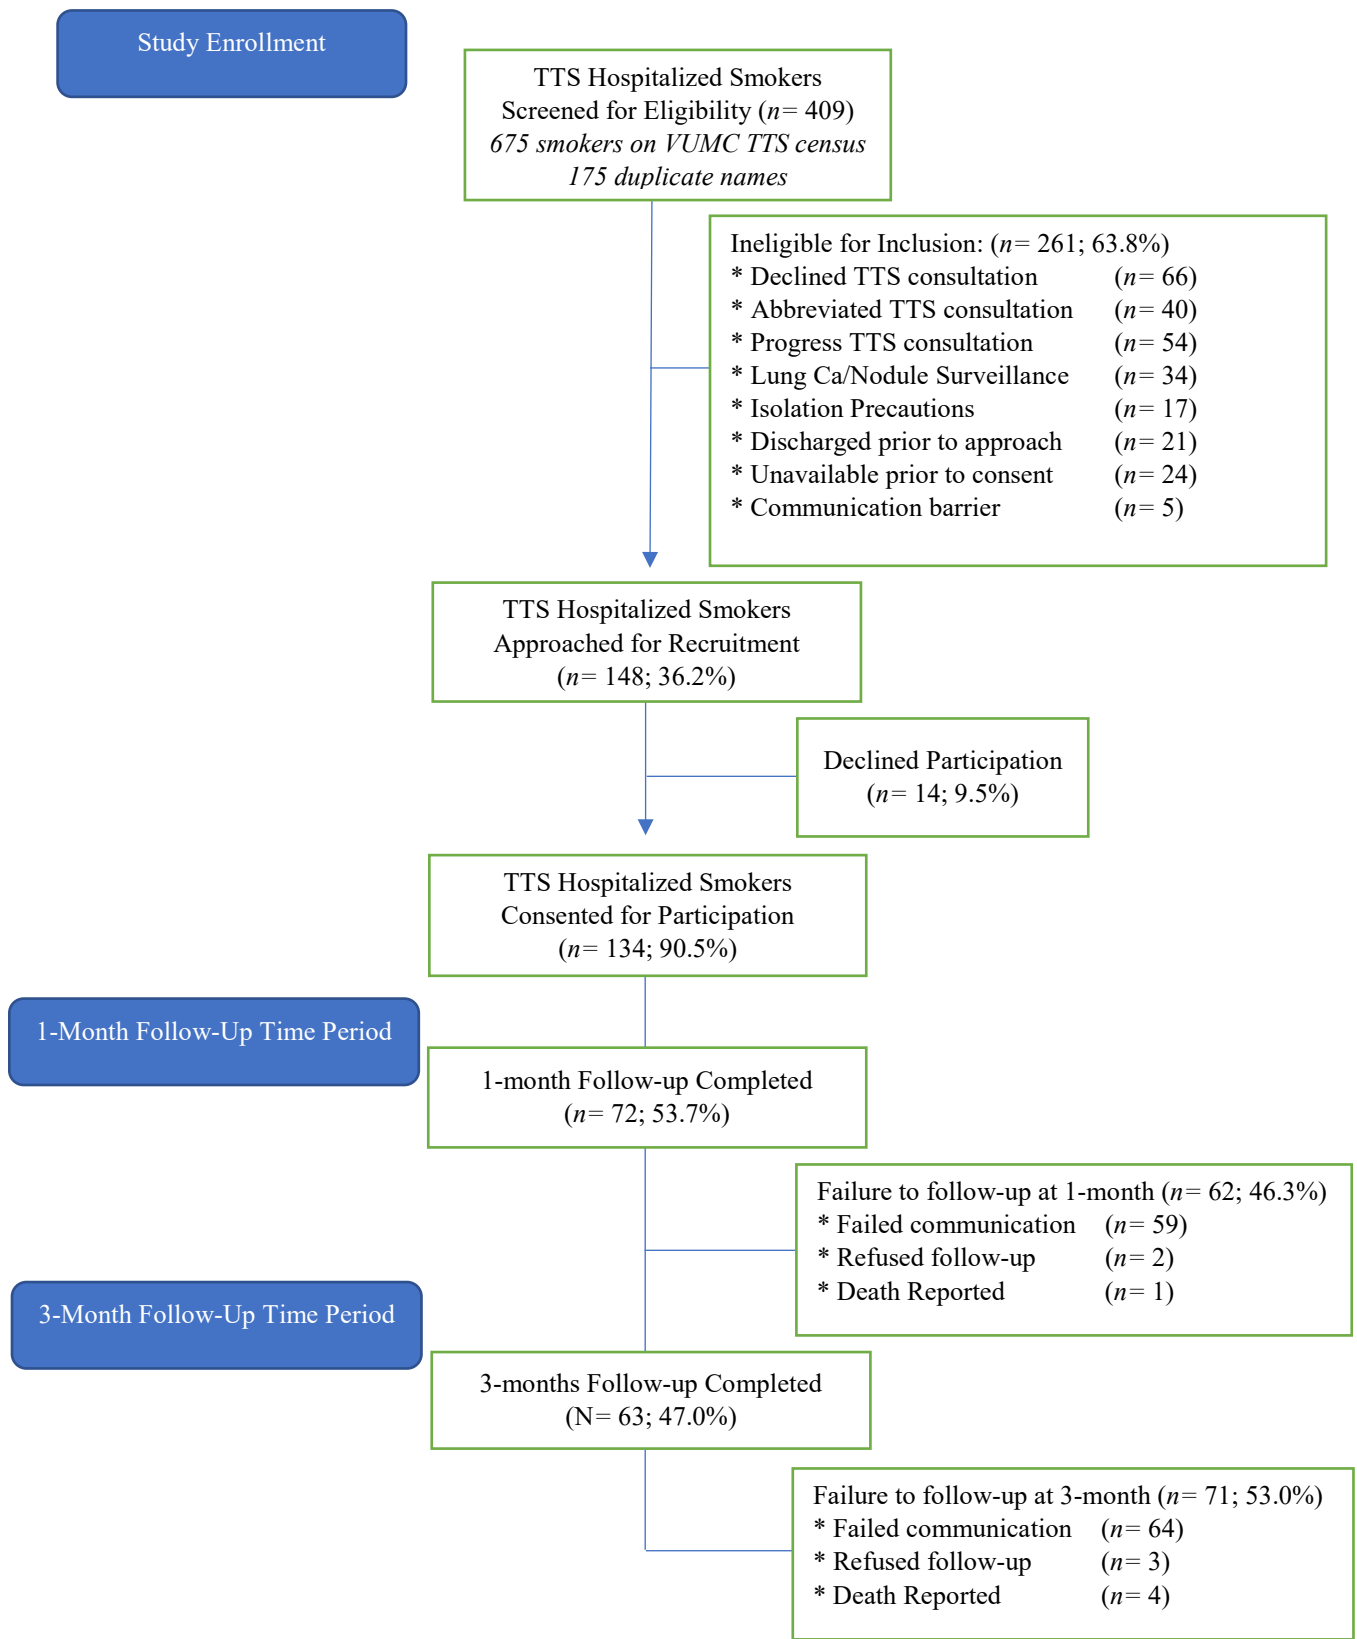 Study Enrollment
TTS Hospitalized Smokers
Screened for Eligibility (n= 409)
675 smokers on VUMC TTS census
175 duplicate names
Ineligible for Inclusion: (n= 261; 63.8%)
* Declined TTS consultation (n= 66)
* Abbreviated TTS consultation (n= 40)
* Progress TTS consultation (n= 54)
* Lung Ca/Nodule Surveillance (n= 34)
* Isolation Precautions (n= 17)
* Discharged prior to approach (n= 21)
* Unavailable prior to consent (n= 24)
* Communication barrier (n= 5)
TTS Hospitalized Smokers
Approached for Recruitment
(n= 148; 36.2%)
Declined Participation
(n= 14; 9.5%)
TTS Hospitalized Smokers
Consented for Participation
(n= 134; 90.5%)
1-Month Follow-Up Time Period
1-month Follow-up Completed
(n= 72; 53.7%)
Failure to follow-up at 1-month (n= 62; 46.3%)
* Failed communication (n= 59)
* Refused follow-up (n= 2)
* Death Reported (n= 1)
3-Month Follow-Up Time Period
3-months Follow-up Completed
(N= 63; 47.0%)
Failure to follow-up at 3-month (n= 71; 53.0%)
* Failed communication (n= 64)
* Refused follow-up (n= 3)
* Death Reported (n= 4)